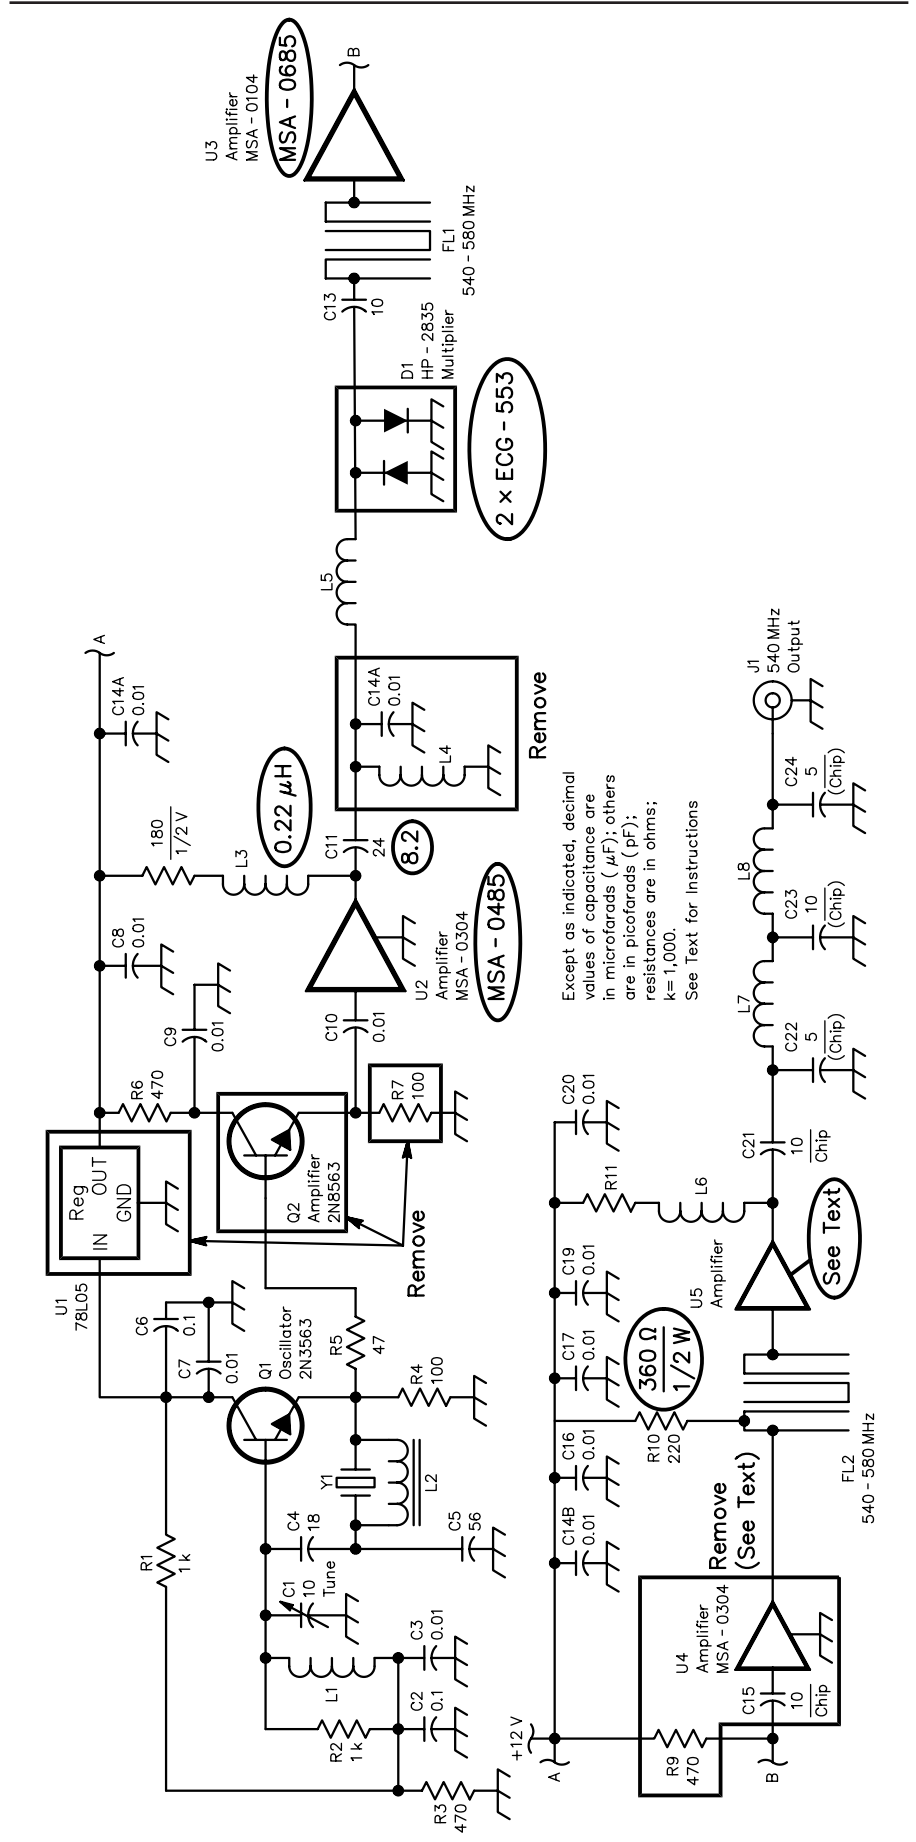 U1
78L05
Reg
IN
OUT
GND
C6
0.1
C7
0.01
R1
1k
Q1
Oscillator
2N3563
Y1
L2
C4
18
C1
10
Tune
L1
R2
1k
C2
0.1
C3
0.01
R3
470
C5
56
R4
100
R5
47
Q2
Amplifier
2N8563
Remove
R7
100
R6
470
C9
0.01
C8
0.01
180
1/2 V
L3
0.22 μH
C14A
0.01
A
C10
0.01
U2
Amplifier
MSA - 0304
MSA - 0485
C11
24
8.2
L4
C14A
0.01
Remove
L5
D1
HP - 2835
Multiplier
2 × ECG - 553
C13
10
FL1
540 - 580 MHz
U3
Amplifier
MSA - 0104
MSA - 0685
B
Except as indicated, decimal
values of capacitance are
in microfarads ( μF); others
are in picofarads ( pF);
resistances are in ohms;
k= 1,000.
See Text for Instructions
+12 V
A
R9
470
B
C15
10
Chip
U4
Amplifier
MSA - 0304
Remove
(See Text)
C14B
0.01
C16
0.01
R10
220
360 Ω
1/2 W
C17
0.01
C19
0.01
FL2
540 - 580 MHz
U5
Amplifier
See Text
R11
L6
C20
0.01
C21
10
Chip
C22
5
(Chip)
L7
C23
10
(Chip)
L8
C24
5
(Chip)
J1
540 MHz
Output